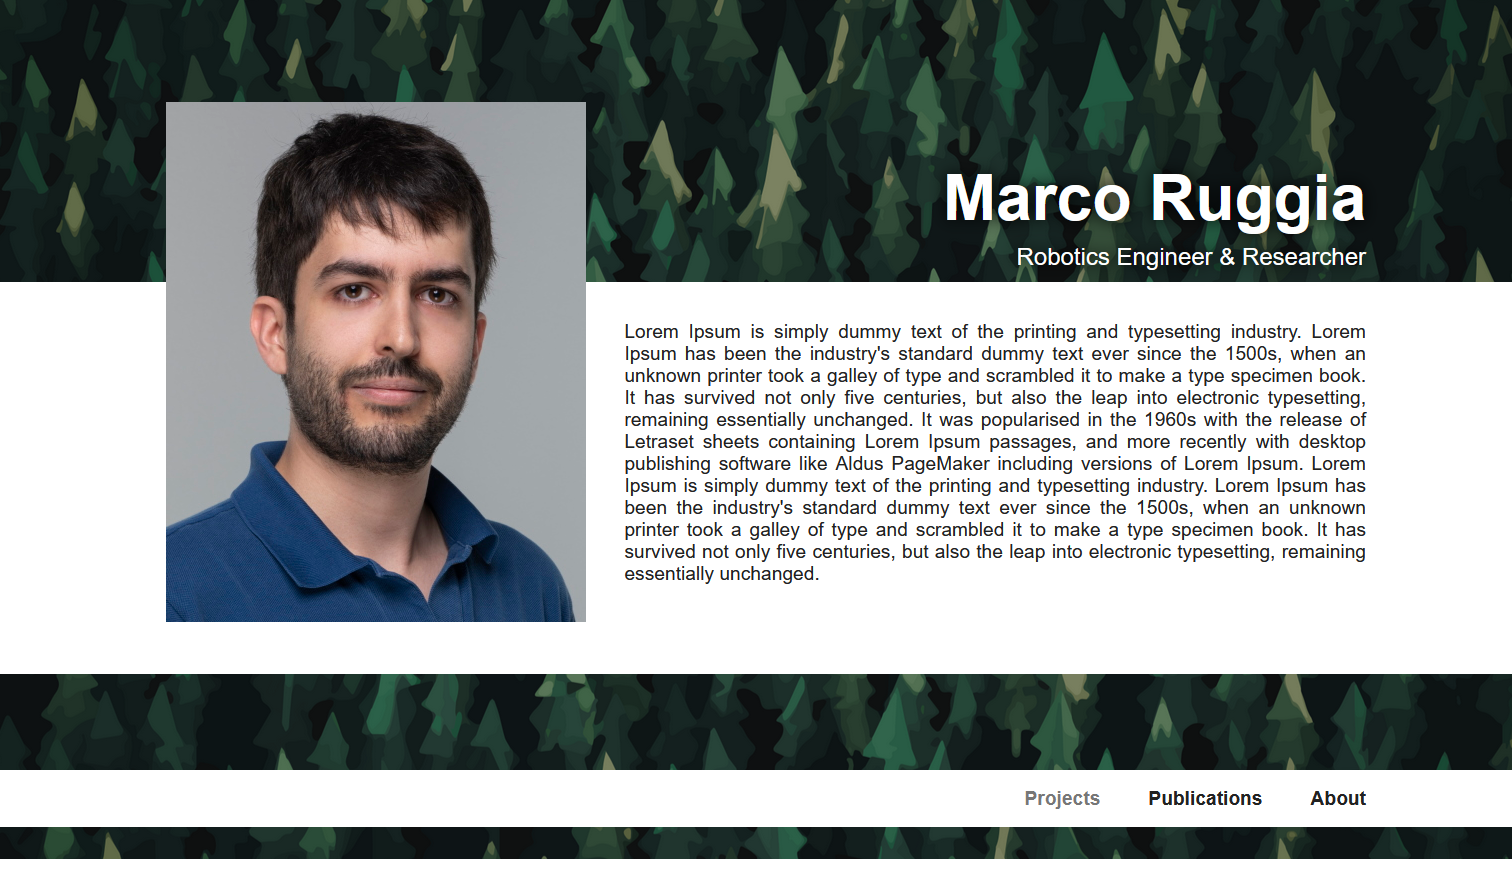 Marco Ruggia
Robotics Engineer & Researcher
Lorem Ipsum is simply dummy text of the printing and typesetting industry. Lorem
Ipsum has been the industry's standard dummy text ever since the 1500s, when an
unknown printer took a galley of type and scrambled it to make a type specimen book.
It has survived not only five centuries, but also the leap into electronic typesetting,
remaining essentially unchanged. It was popularised in the 1960s with the release of
Letraset sheets containing Lorem Ipsum passages, and more recently with desktop
publishing software like Aldus PageMaker including versions of Lorem Ipsum. Lorem
Ipsum is simply dummy text of the printing and typesetting industry. Lorem Ipsum has
been the industry's standard dummy text ever since the 1500s, when an unknown
printer took a galley of type and scrambled it to make a type specimen book. It has
survived not only five centuries, but also the leap into electronic typesetting, remaining
essentially unchanged.
Projects Publications About